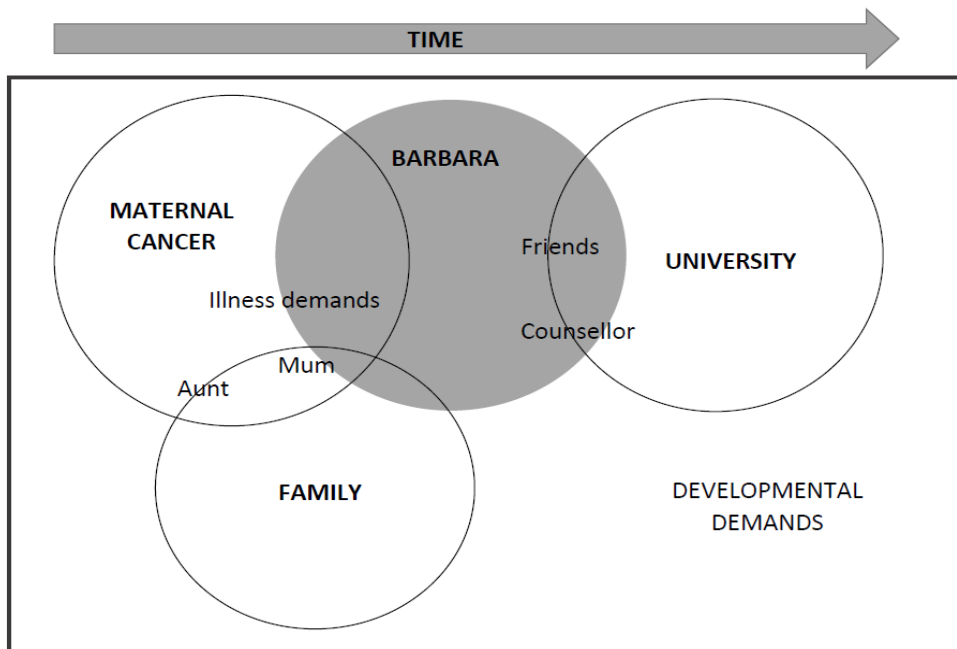 TIME
BARBARA
MATERNAL
CANCER
Friends
UNIVERSITY
Illness demands
Counsellor
Mum
Aunt
FAMILY
DEVELOPMENTAL
DEMANDS